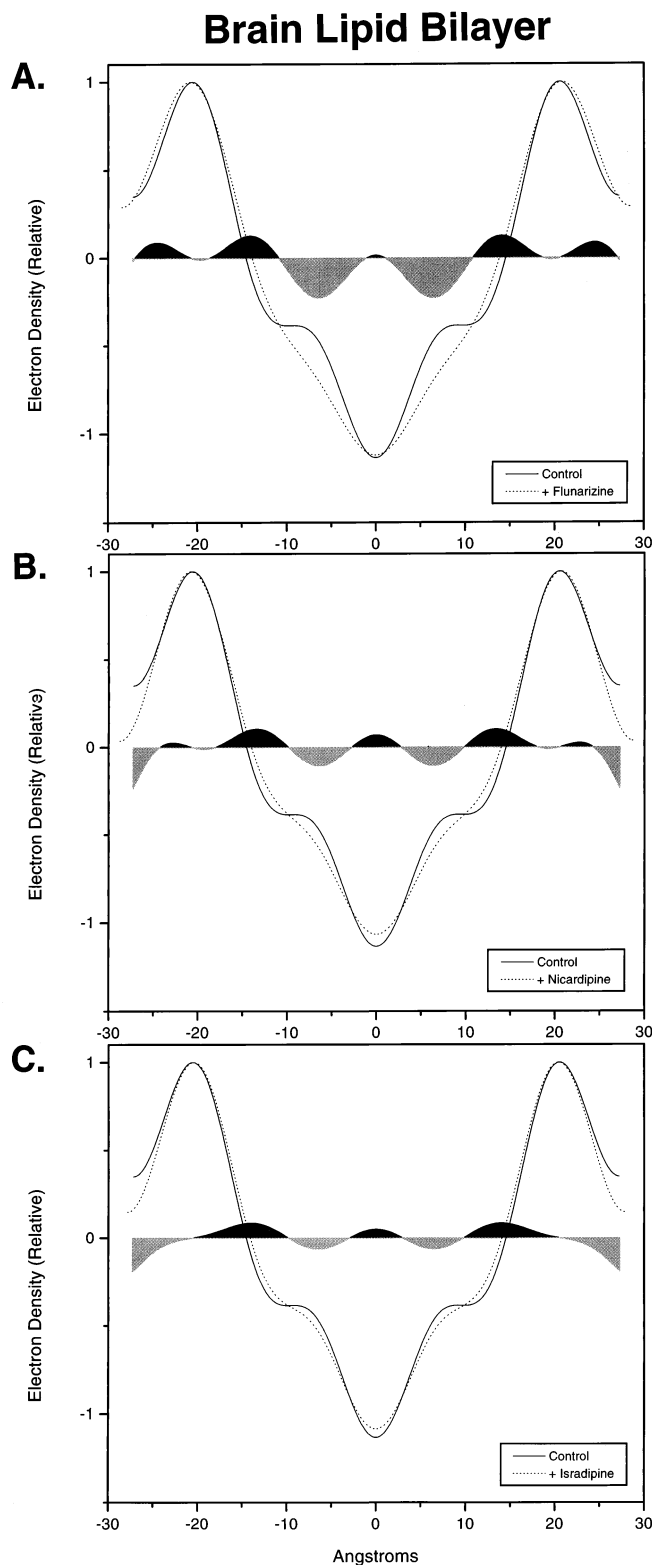 Brain Lipid Bilayer
A.
Electron Density (Relative)
1
0
-1
Control
+ Flunarizine
-30 -20 -10 0 10 20 30
B.
Electron Density (Relative)
1
0
-1
Control
+ Nicardipine
-30 -20 -10 0 10 20 30
C.
Electron Density (Relative)
1
0
-1
Control
+ Isradipine
-30 -20 -10 0 10 20 30
Angstroms